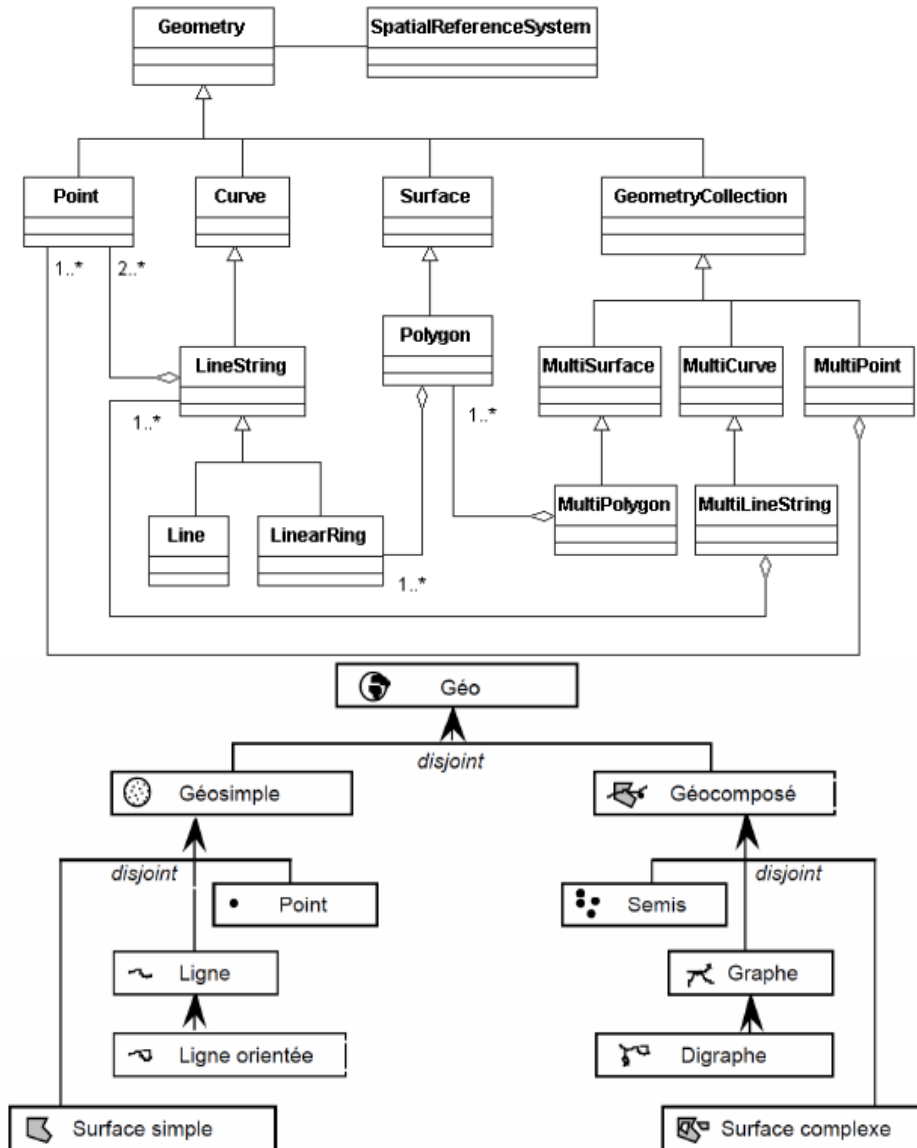 Geometry
SpatialReferenceSystem
Point
Curve
Surface
GeometryCollection
1..*
2..*
Polygon
LineString
MultiSurface
MultiCurve
MultiPoint
1..*
1..*
Line
LinearRing
MultiPolygon
MultiLineString
1..*
Géo
disjoint
Géosimple
Géocomposé
disjoint
disjoint
Point
Semis
Ligne
Graphe
Ligne orientée
Digraphe
Surface simple
Surface complexe